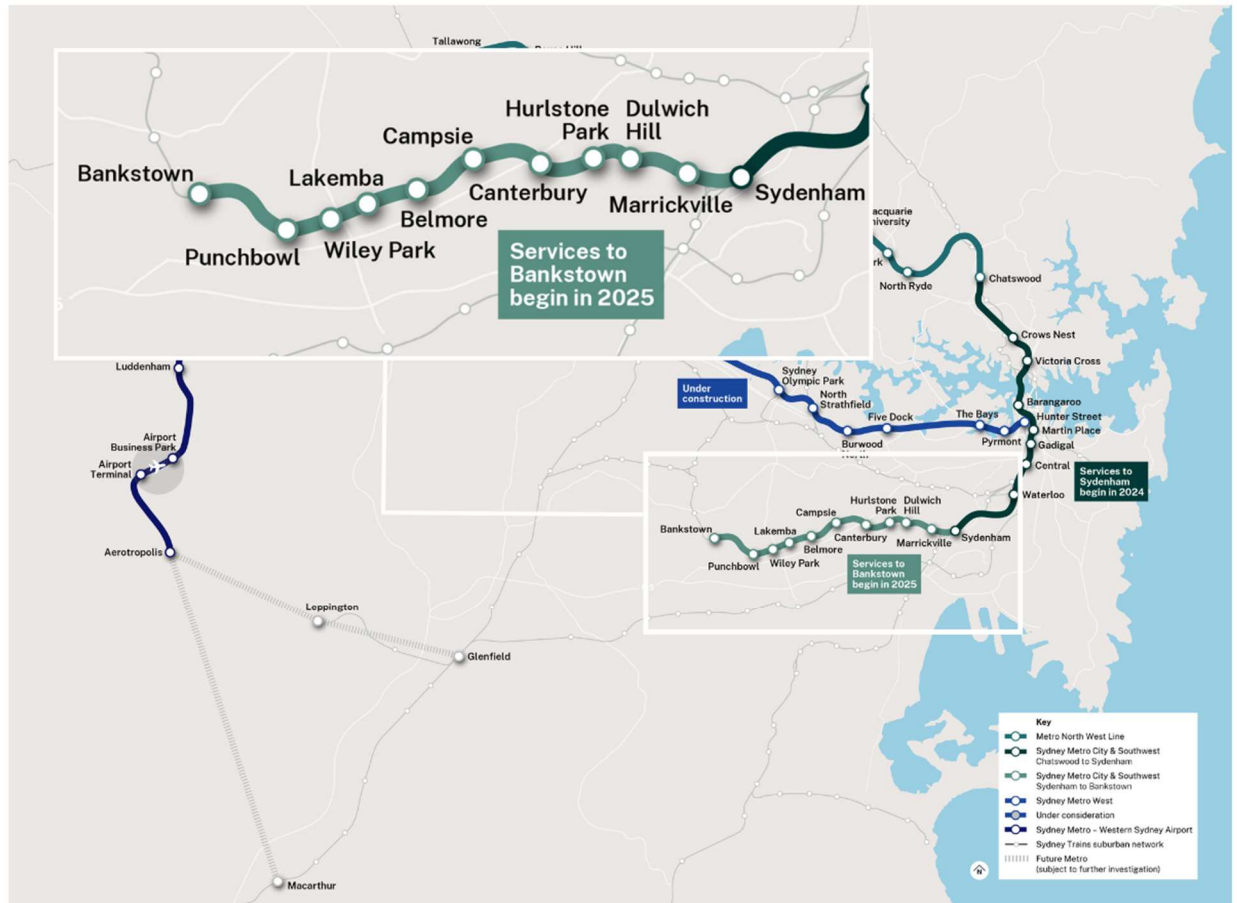 Tallawong
Hurlstone
Park
Dulwich
Hill
Campsie
Bankstown
Lakemba
Canterbury
Sydenham
Belmore
Marrickville
Punchbowl
Wiley Park
Services to
Bankstown
begin in 2025
North Ryde
Chatswood
Crows Nest
Victoria Cross
Luddenham
Sydney
Olympic Park
Under
construction
North
Strathfield
Barangaroo
Five Dock
The Bays
Hunter Street
Martin Place
Burwood
North
Pyrmont
Gadigal
Airport
Business Park
Airport
Terminal
Central
Services to
Sydenham
begin in 2024
Waterloo
Hurlstone
Park
Dulwich
Hill
Campsie
Bankstown
Lakemba
Canterbury
Sydenham
Belmore
Marrickville
Aerotropolis
Punchbowl
Wiley Park
Services to
Bankstown
begin in 2025
Leppington
Glenfield
Macarthur
Key
Metro North West Line
Sydney Metro City & Southwest
Chatswood to Sydenham
Sydney Metro City & Southwest
Sydenham to Bankstown
Sydney Metro West
Under consideration
Sydney Metro – Western Sydney Airport
Sydney Trains suburban network
Future Metro
(subject to further investigation)
N